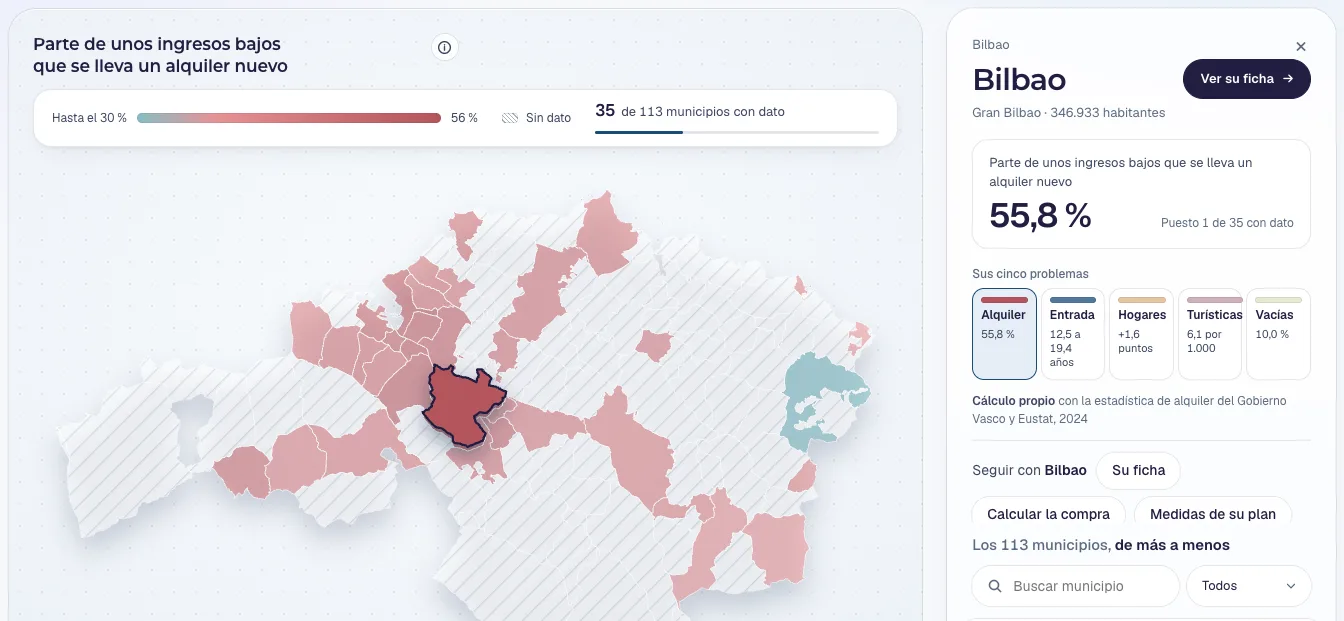 Parte de unos ingresos bajos
que se lleva un alquiler nuevo
Hasta el 30 %
56 %
Sin dato
35 de 113 municipios con dato
Bilbao
Bilbao
Ver su ficha →
Gran Bilbao · 346.933 habitantes
Parte de unos ingresos bajos que se lleva un
alquiler nuevo
55,8 %
Puesto 1 de 35 con dato
Sus cinco problemas
Alquiler
55,8 %
Entrada
12,5 a
19,4
años
Hogares
+1,6
puntos
Turísticas
6,1 por
1.000
Vacías
10,0 %
Cálculo propio con la estadística de alquiler del Gobierno
Vasco y Eustat, 2024
Seguir con Bilbao
Su ficha
Calcular la compra
Medidas de su plan
Los 113 municipios, de más a menos
Buscar municipio
Todos